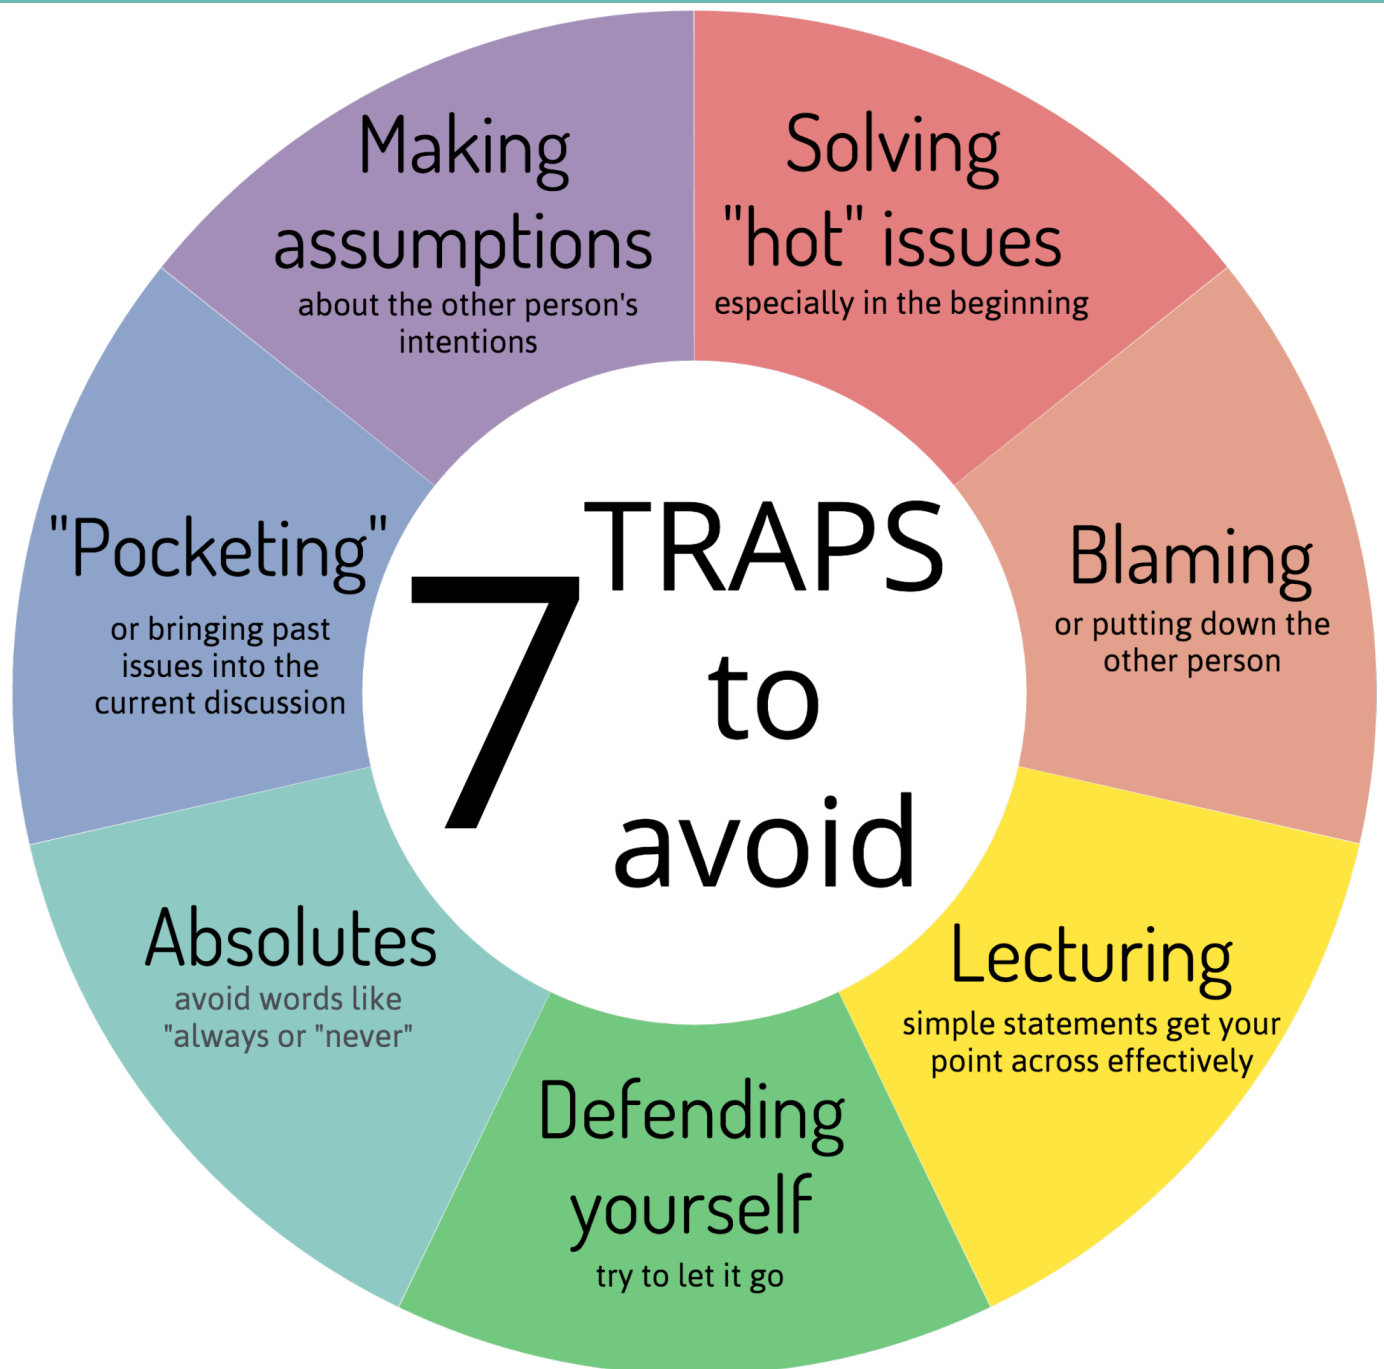 7
TRAPS
to
avoid
Solving
"hot" issues
especially in the beginning
Blaming
or putting down the
other person
Lecturing
simple statements get your
point across effectively
Defending
yourself
try to let it go
Absolutes
avoid words like
"always or "never"
"Pocketing"
or bringing past
issues into the
current discussion
Making
assumptions
about the other person's
intentions